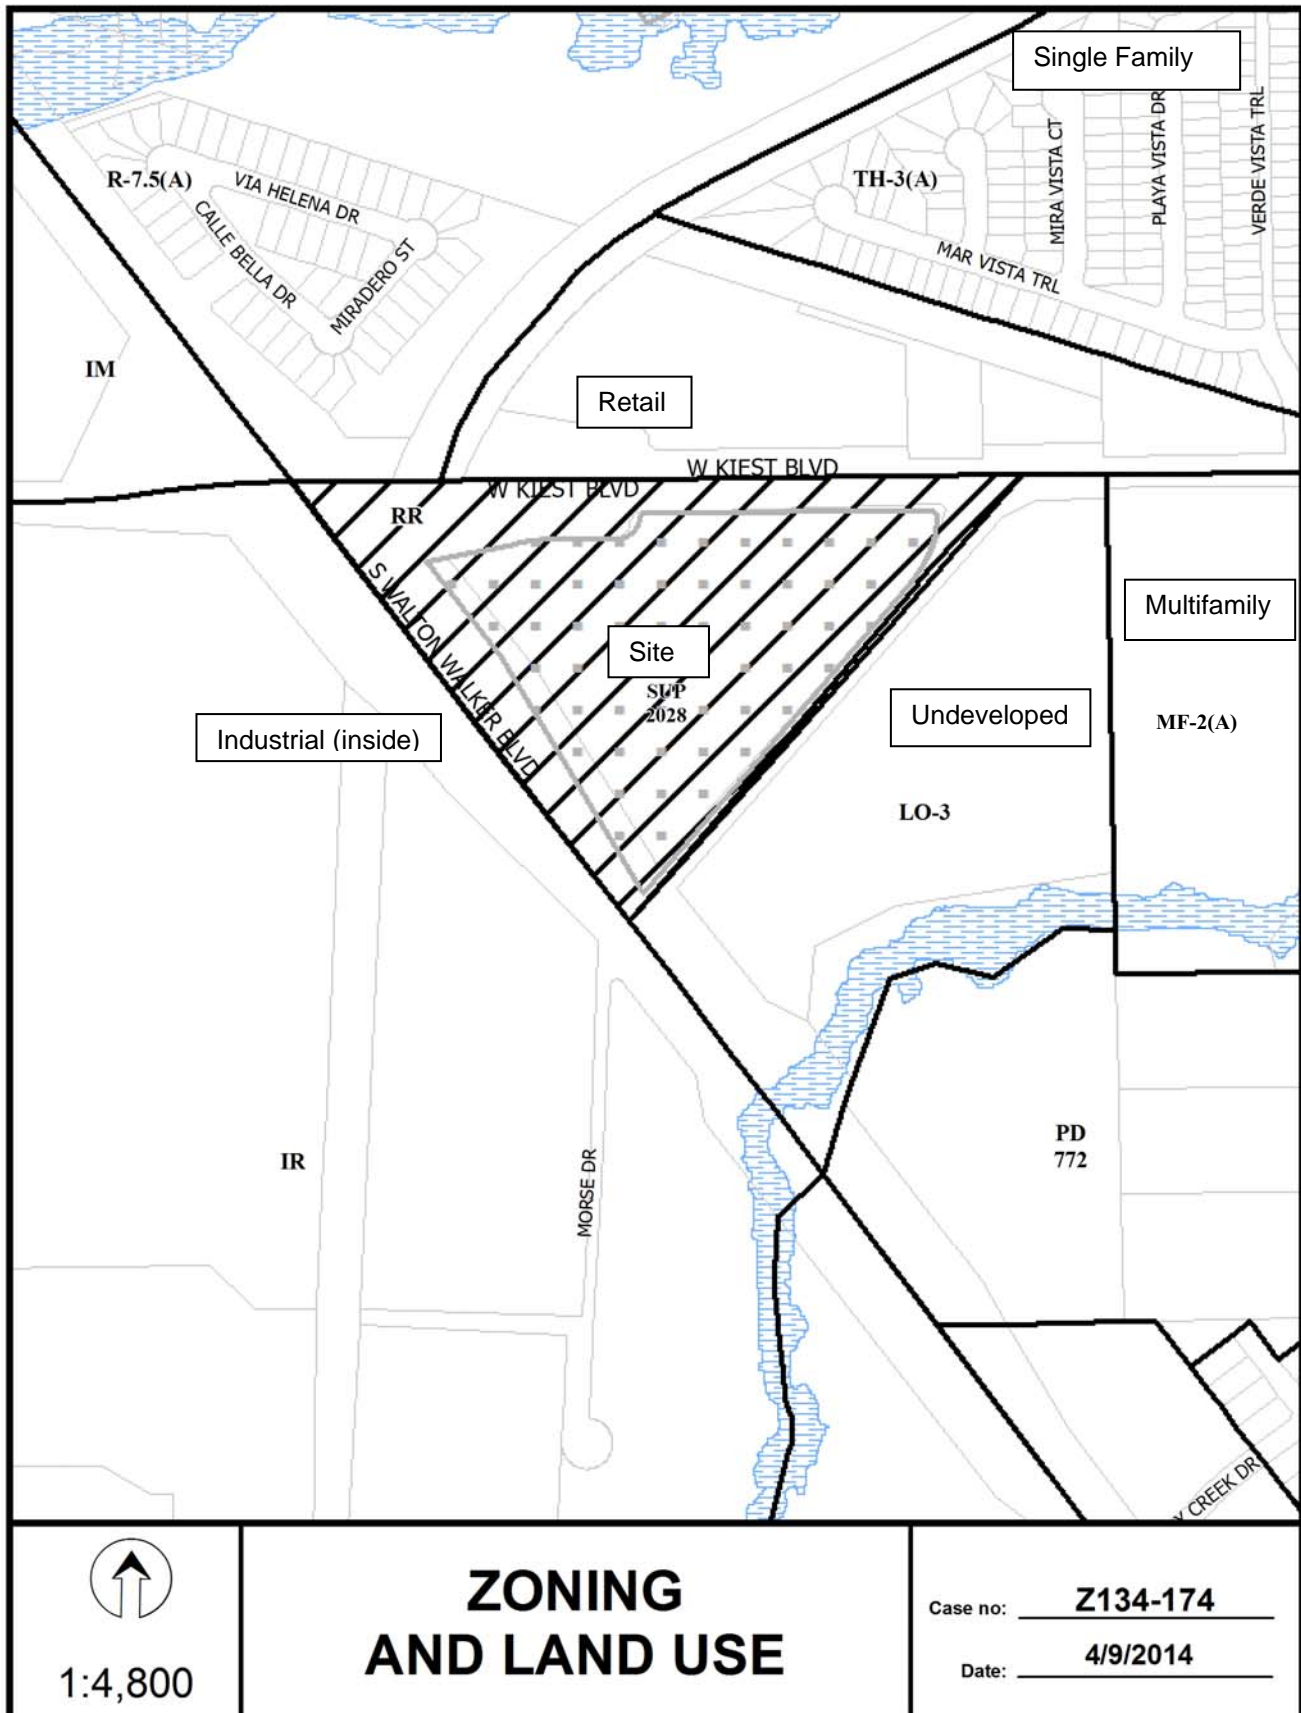 Single Family
R-7.5(A)
VIA HELENA DR
CALLE BELLA DR
MIRADERO ST
TH-3(A)
MIRA VISTA CT
PLAYA VISTA DR
VERDE VISTA TRL
MAR VISTA TRL
IM
Retail
W KIEST BLVD
W KIEST BLVD
RR
S WALTON WALKER BLVD
Site
SUP
2028
Multifamily
MF-2(A)
Undeveloped
Industrial (inside)
LO-3
PD
772
IR
MORSE DR
CREEK DR
1:4,800
ZONING
AND LAND USE
Case no: Z134-174
Date: 4/9/2014